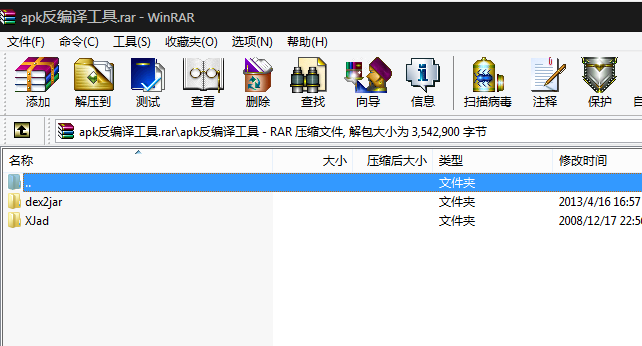 apk反编译工具.rar - WinRAR
文件(F) 命令(C) 工具(S) 收藏夹(O) 选项(N) 帮助(H)
添加 解压到 测试 查看 删除 查找 向导 信息 扫描病毒 注释 保护 自
apk反编译工具.rar\apk反编译工具 - RAR 压缩文件, 解包大小为 3,542,900 字节
名称 大小 压缩后大小 类型 修改时间
.. 文件夹
dex2jar 文件夹 2013/4/16 16:57
XJad 文件夹 2008/12/17 22:56